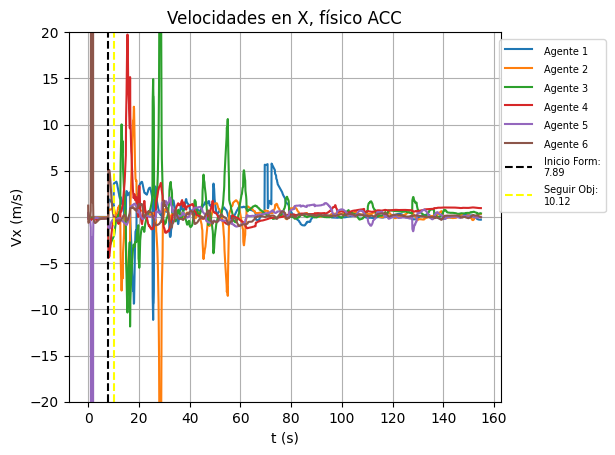 Velocidades en X, físico ACC
Vx (m/s)
20
15
10
5
0
−5
−10
−15
−20
0 20 40 60 80 100 120 140 160
t (s)
Agente 1
Agente 2
Agente 3
Agente 4
Agente 5
Agente 6
Inicio Form:
7.89
Seguir Obj:
10.12